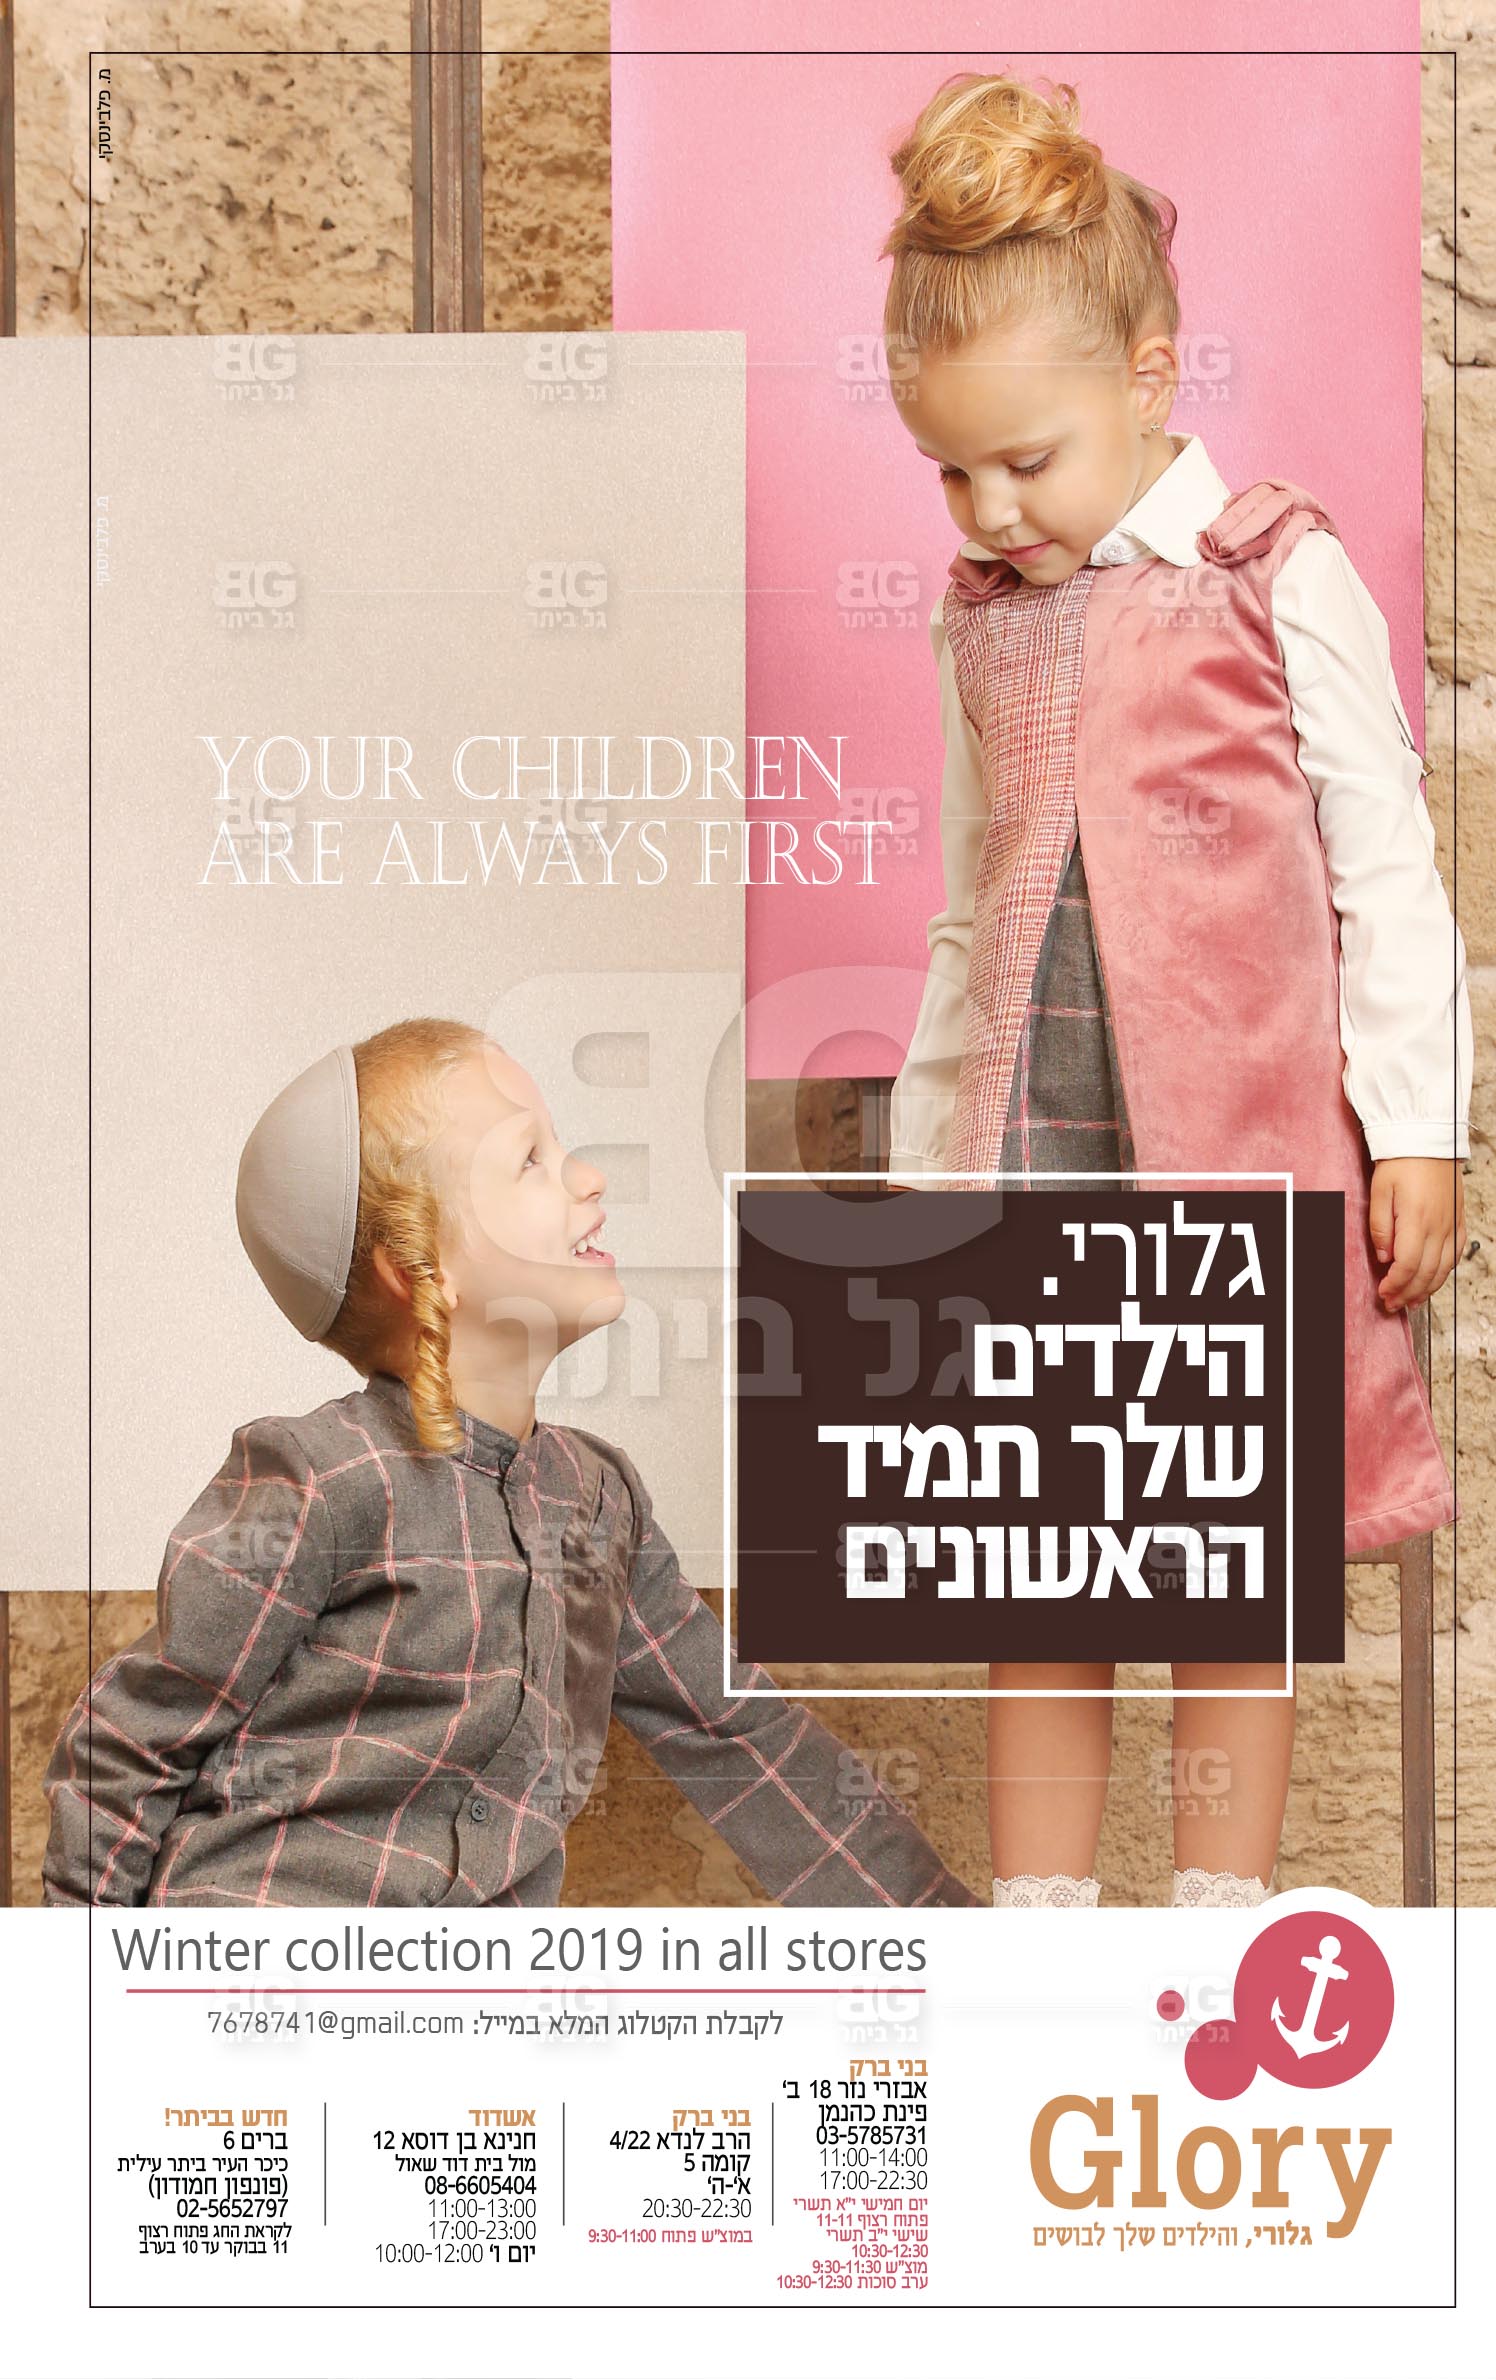 מ. פלבינסקי
מ. פלבינסקי
YOUR CHILDREN
ARE ALWAYS FIRST
BG
גל ביתר
גלורי.
הילדים
שלך תמיד
הראשונים
Winter collection 2019 in all stores
לקבלת הקטלוג המלא במייל: 7678741@gmail.com
בני ברק
אבזרי נזר 18 ב'
פינת כהנמן
03-5785731
11:00-14:00
17:00-22:30
יום חמישי י"א תשרי
פתוח רצוף 11-11
שישי י"ב תשרי
10:30-12:30
מוצ"ש 9:30-11:30
ערב סוכות 10:30-12:30
בני ברק
הרב לנדא 4/22
קומה 5
א'-ה'
20:30-22:30
במוצ"ש פתוח 9:30-11:00
אשדוד
חנינא בן דוסא 12
מול בית דוד שאול
08-6605404
11:00-13:00
17:00-23:00
יום ו' 10:00-12:00
חדש בביתר!
ברים 6
כיכר העיר ביתר עילית
(פונפון חמודון)
02-5652797
לקראת החג פתוח רצוף
11 בבוקר עד 10 בערב
Glory
גלורי, והילדים שלך לבושים